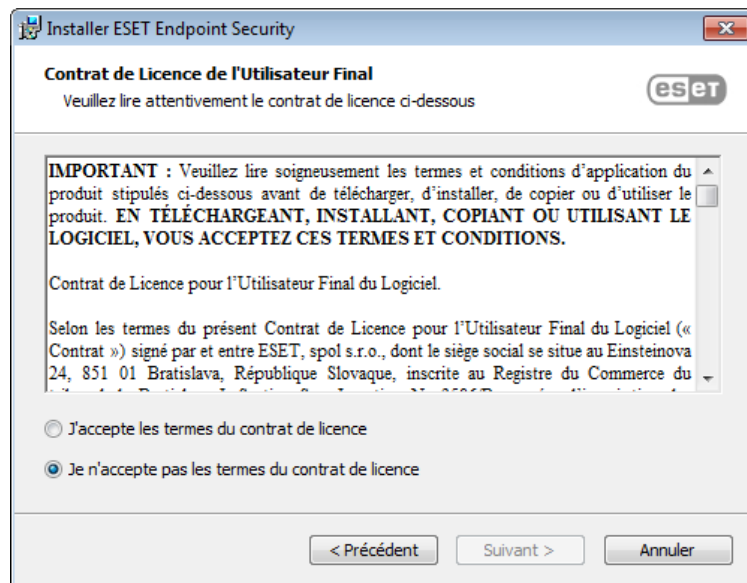 Installer ESET Endpoint Security
Contrat de Licence de l'Utilisateur Final
Veuillez lire attentivement le contrat de licence ci-dessous
eseT
IMPORTANT : Veuillez lire soigneusement les termes et conditions d'application du
produit stipulés ci-dessous avant de télécharger, d'installer, de copier ou d'utiliser le
produit. EN TÉLÉCHARGEANT, INSTALLANT, COPIANT OU UTILISANT LE
LOGICIEL, VOUS ACCEPTEZ CES TERMES ET CONDITIONS.
Contrat de Licence pour l'Utilisateur Final du Logiciel.
Selon les termes du présent Contrat de Licence pour l'Utilisateur Final du Logiciel («
Contrat ») signé par et entre ESET, spol s.r.o., dont le siège social se situe au Einsteinova
24, 851 01 Bratislava, République Slovaque, inscrite au Registre du Commerce du
J'accepte les termes du contrat de licence
Je n'accepte pas les termes du contrat de licence
< Précédent
Suivant >
Annuler